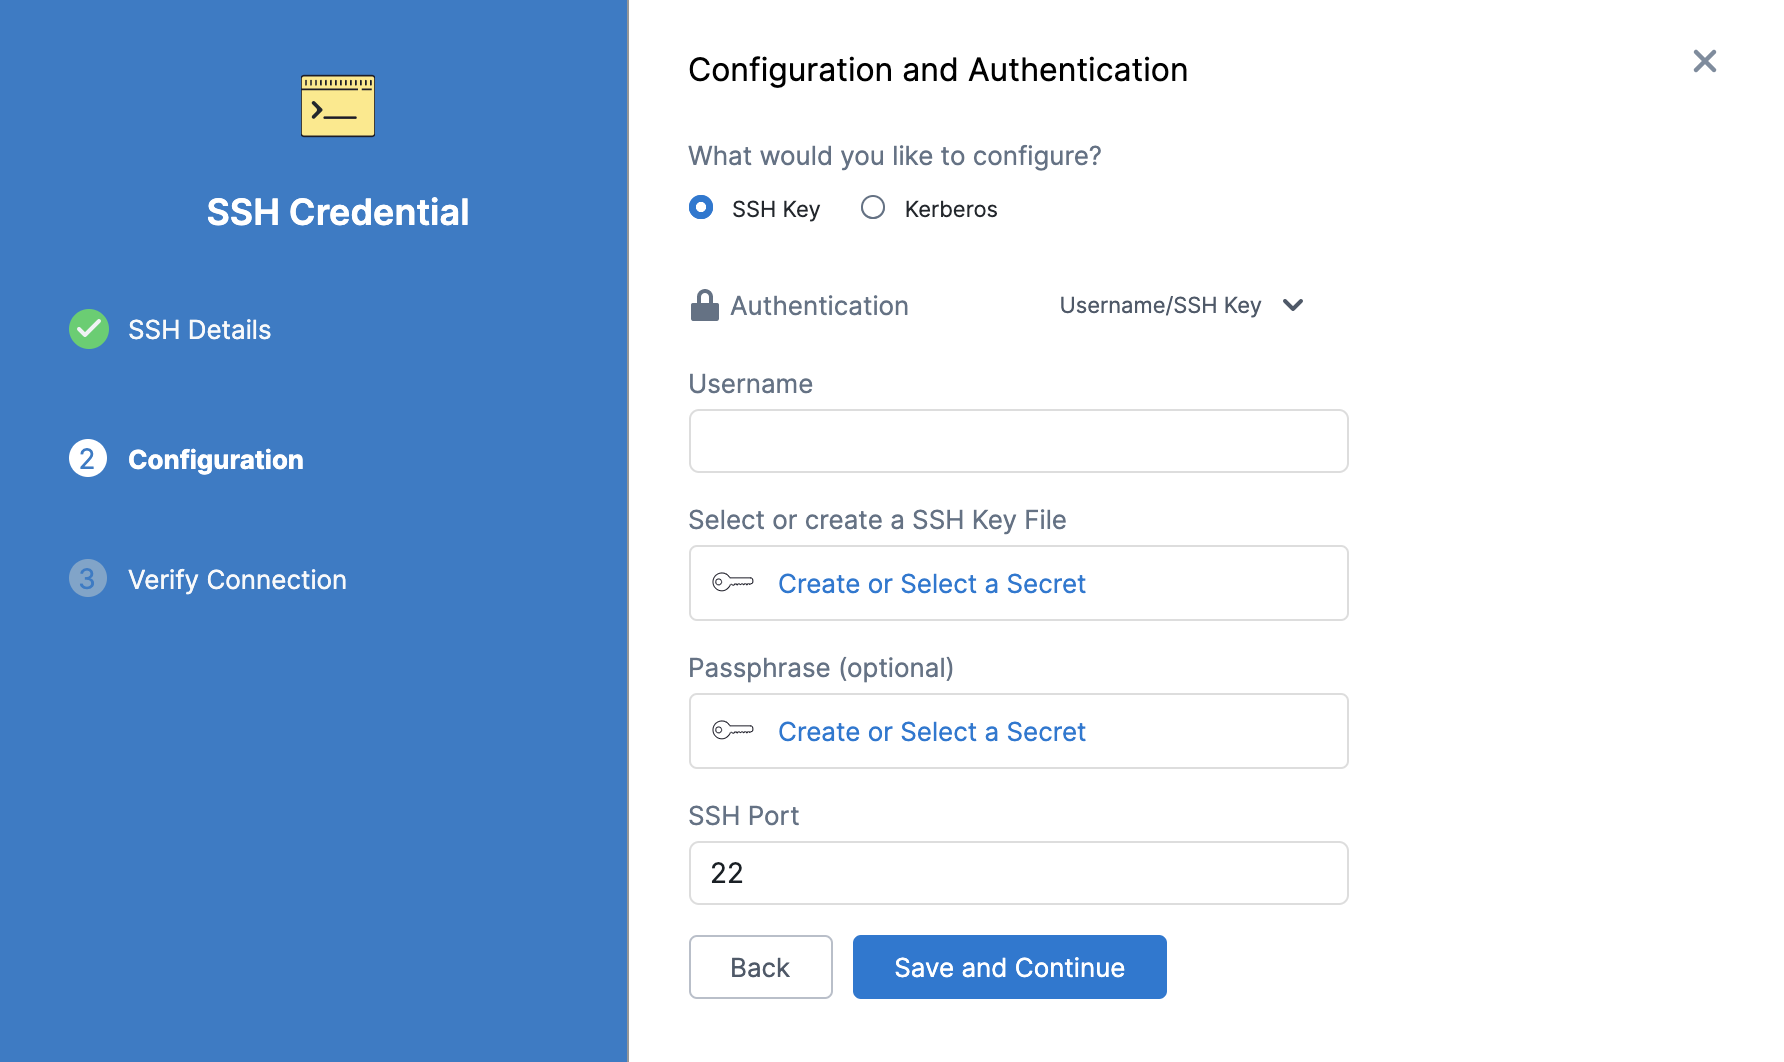 SSH Credential
SSH Details
2 Configuration
3 Verify Connection
Configuration and Authentication
What would you like to configure?
SSH Key Kerberos
Authentication Username/SSH Key
Username
Select or create a SSH Key File
Create or Select a Secret
Passphrase (optional)
Create or Select a Secret
SSH Port
22
Back Save and Continue